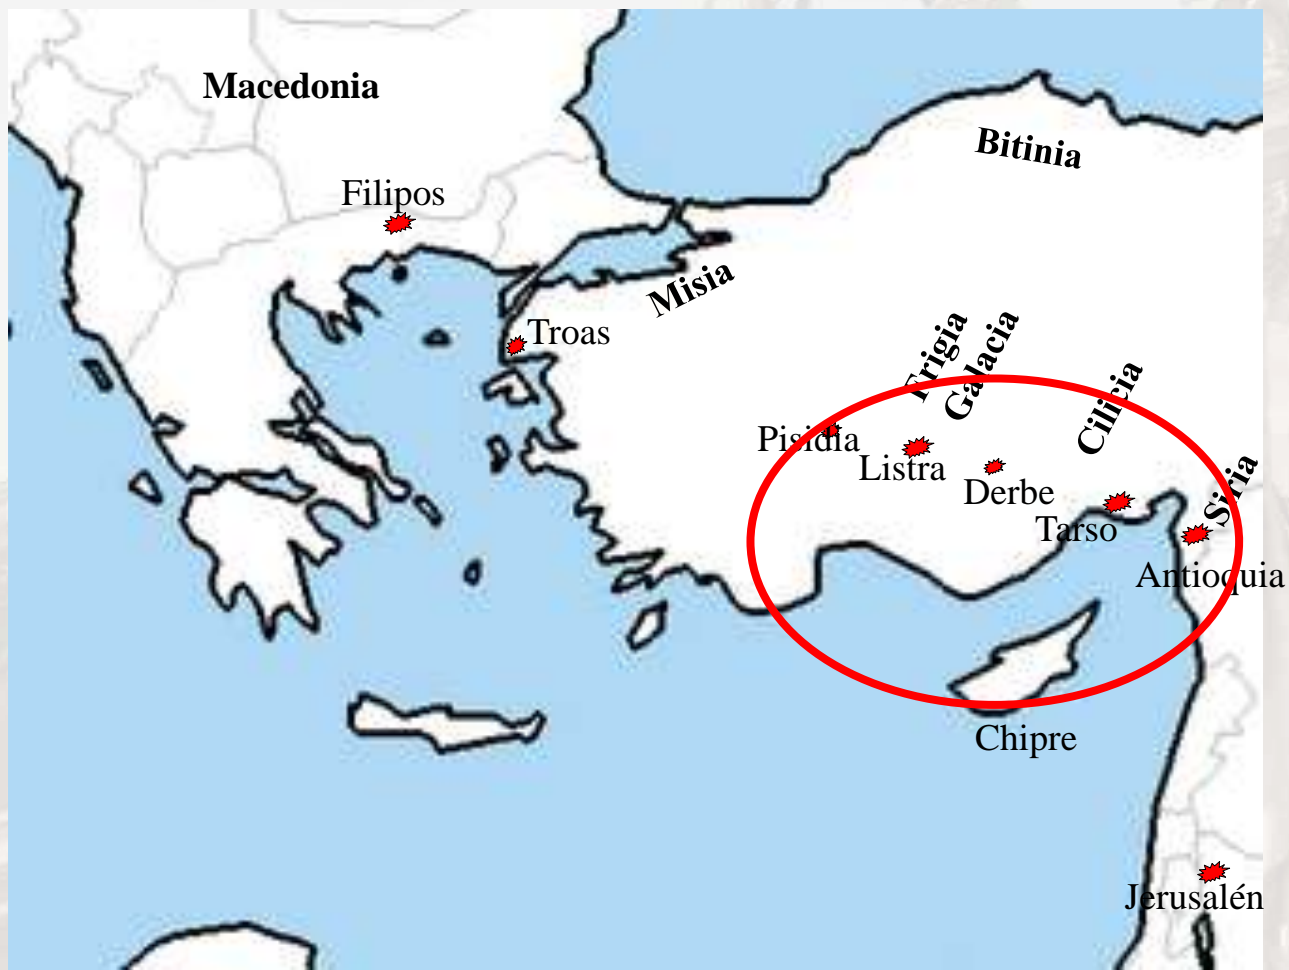 Macedonia
Bitinia
Filipos
Misia
Troas
Frigia
Galacia
Cilicia
Pisidia
Listra
Derbe
Siria
Tarso
Antioquia
Chipre
Jerusalén